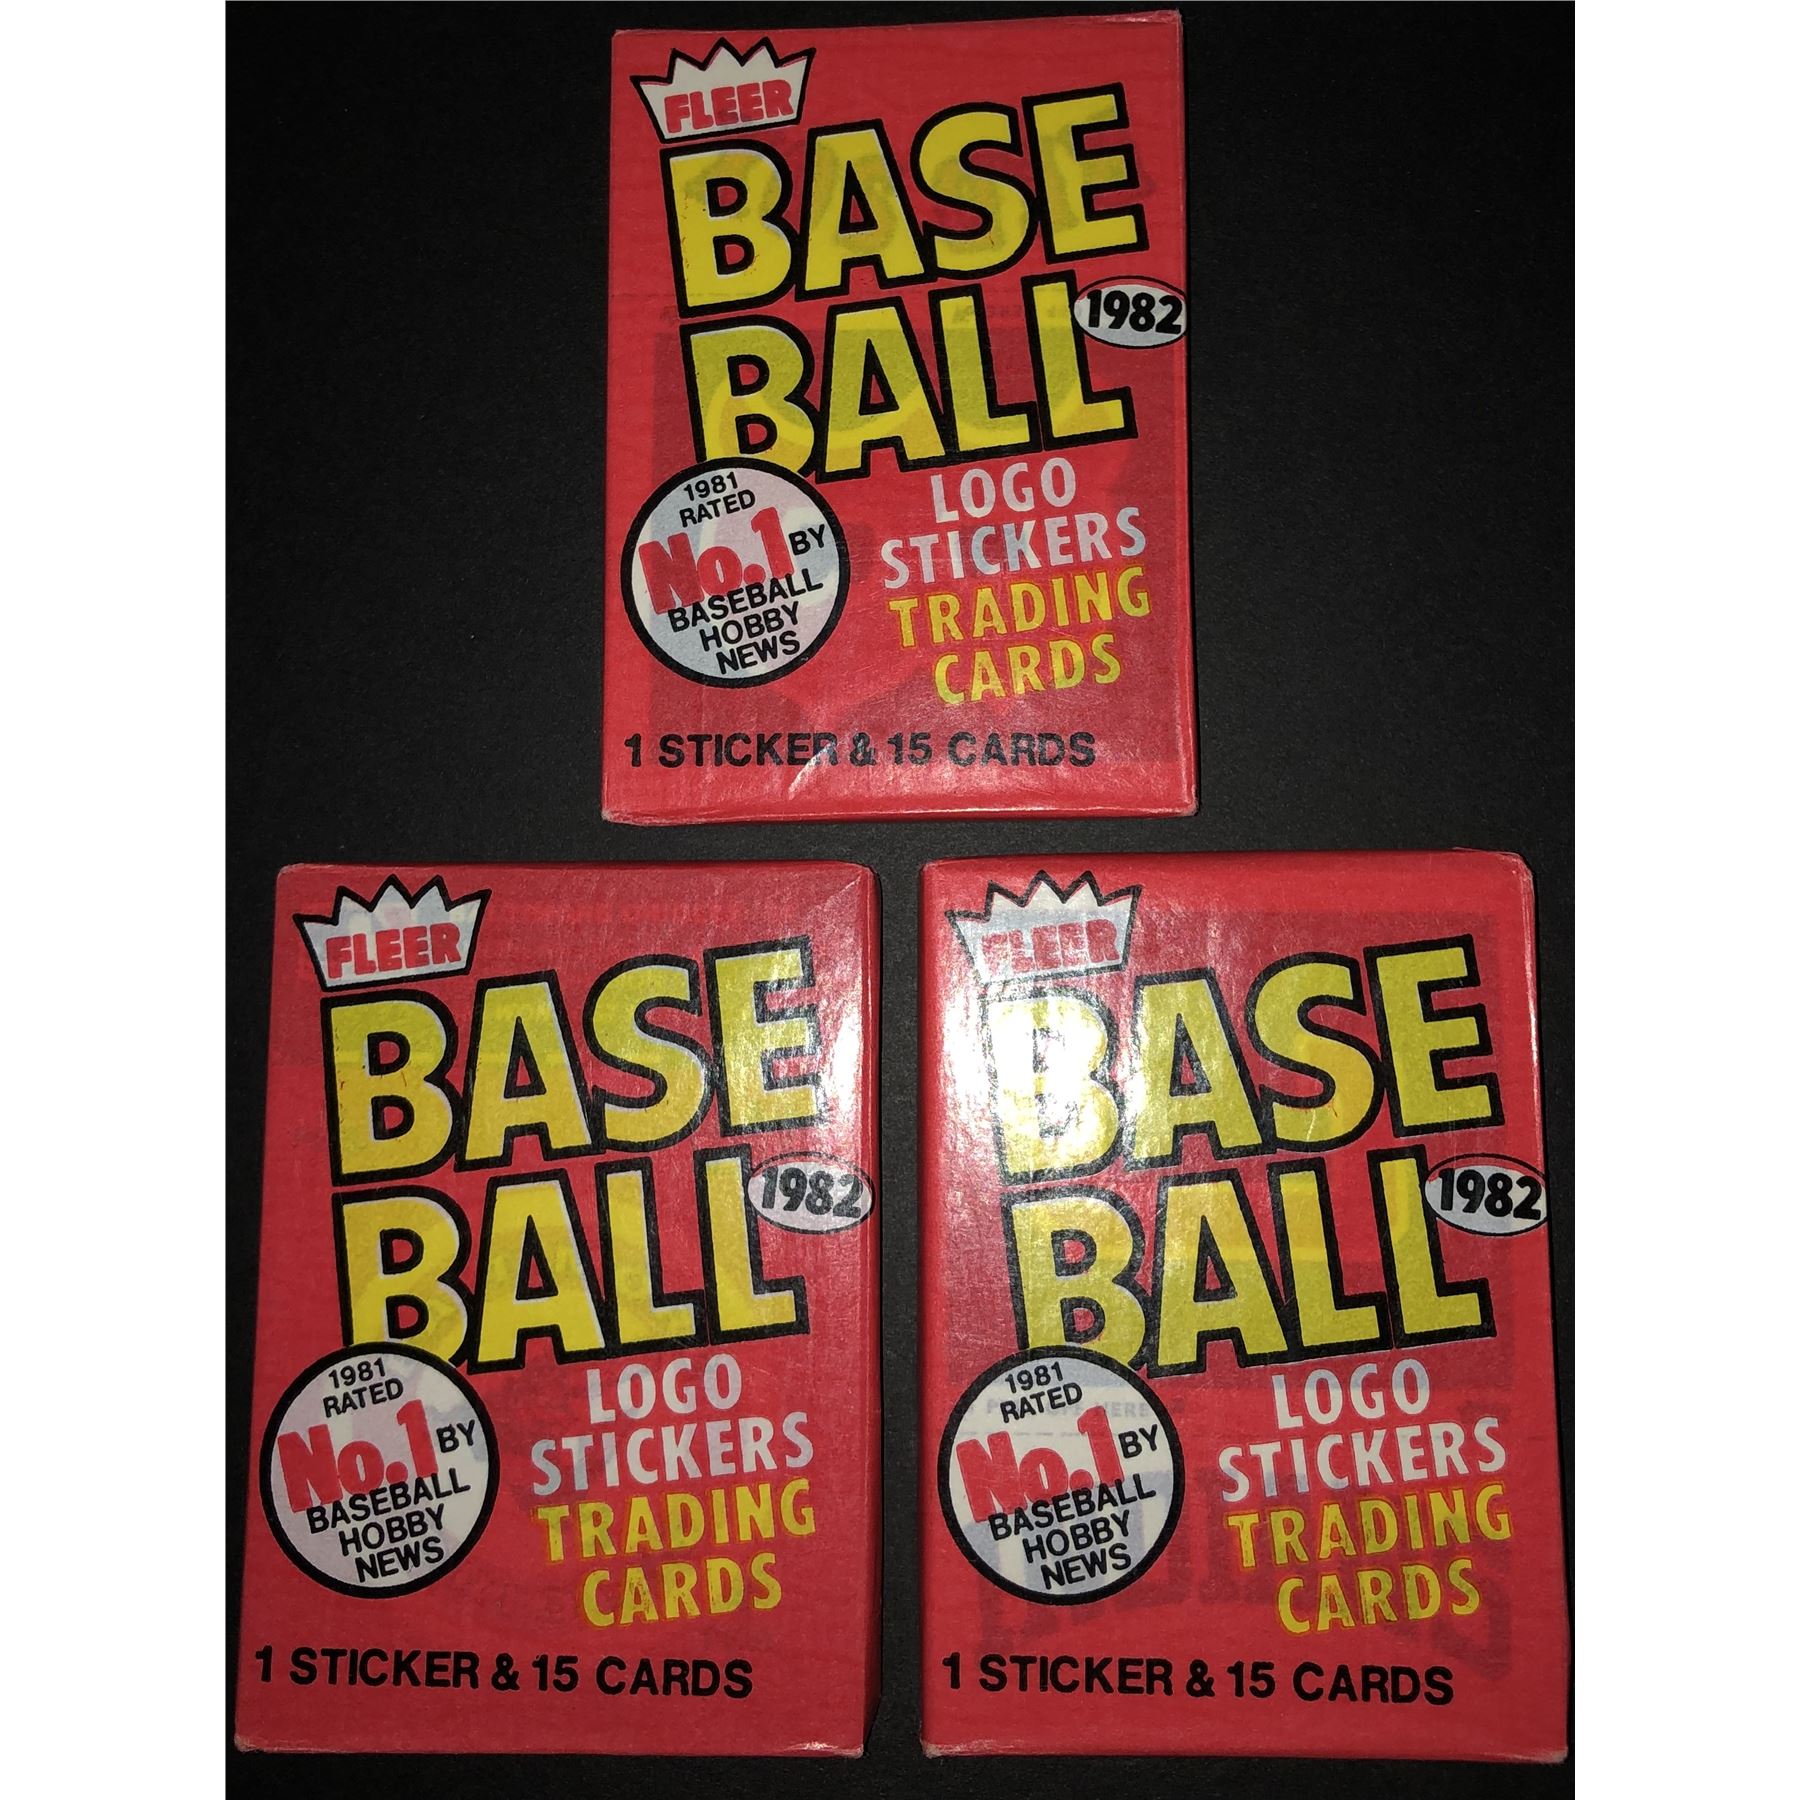 FLEER
BASE
BALL
1982
1981
RATED
No.1 BY
BASEBALL
HOBBY
NEWS
LOGO
STICKERS
TRADING
CARDS
1 STICKER & 15 CARDS
FLEER
BASE
BALL
1982
1981
RATED
No.1 BY
BASEBALL
HOBBY
NEWS
LOGO
STICKERS
TRADING
CARDS
1 STICKER & 15 CARDS
FLEER
BASE
BALL
1982
1981
RATED
No.1 BY
BASEBALL
HOBBY
NEWS
LOGO
STICKERS
TRADING
CARDS
1 STICKER & 15 CARDS